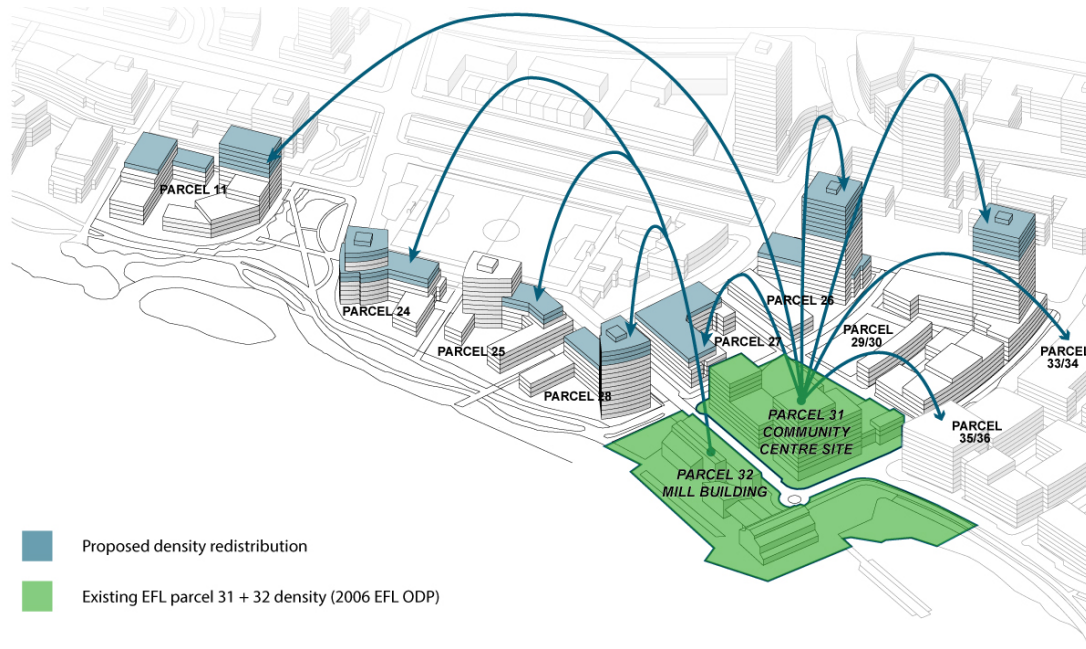 PARCEL 11
PARCEL 24
PARCEL 25
PARCEL 28
PARCEL 27
PARCEL 26
PARCEL
29/30
PARCEL
33/34
PARCEL
35/36
PARCEL 31
COMMUNITY
CENTRE SITE
PARCEL 32
MILL BUILDING
Proposed density redistribution
Existing EFL parcel 31 + 32 density (2006 EFL ODP)